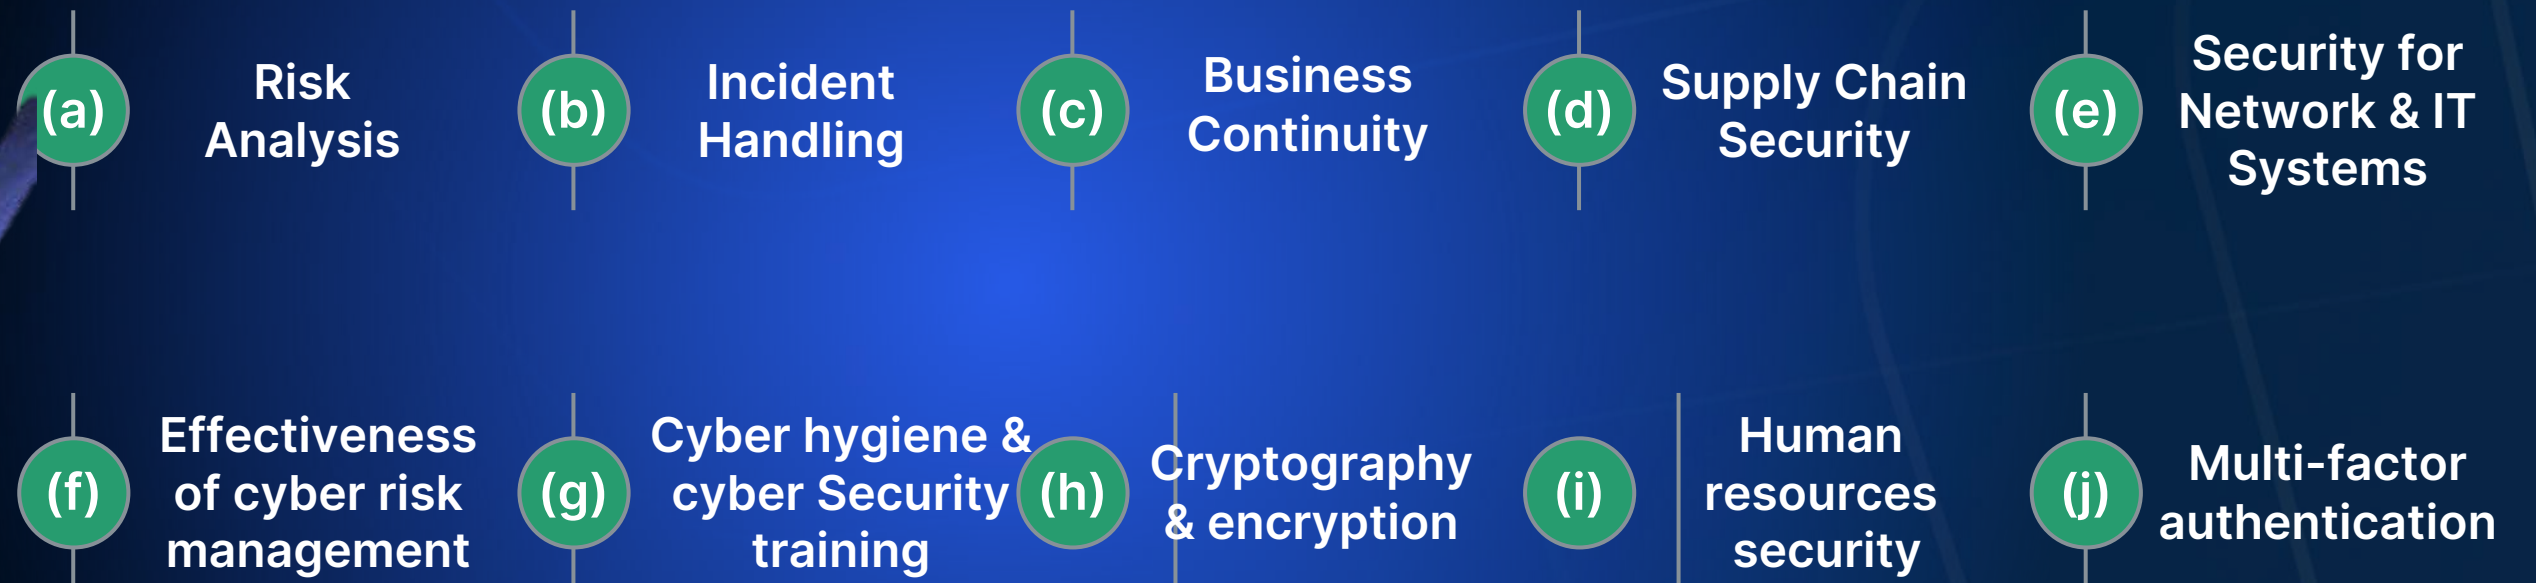 (a)
Risk
Analysis
(b)
Incident
Handling
(c)
Business
Continuity
(d)
Supply Chain
Security
(e)
Security for
Network & IT
Systems
(f)
Effectiveness
of cyber risk
management
(g)
Cyber hygiene &
cyber Security
training
(h)
Cryptography
& encryption
(i)
Human
resources
security
(j)
Multi-factor
authentication